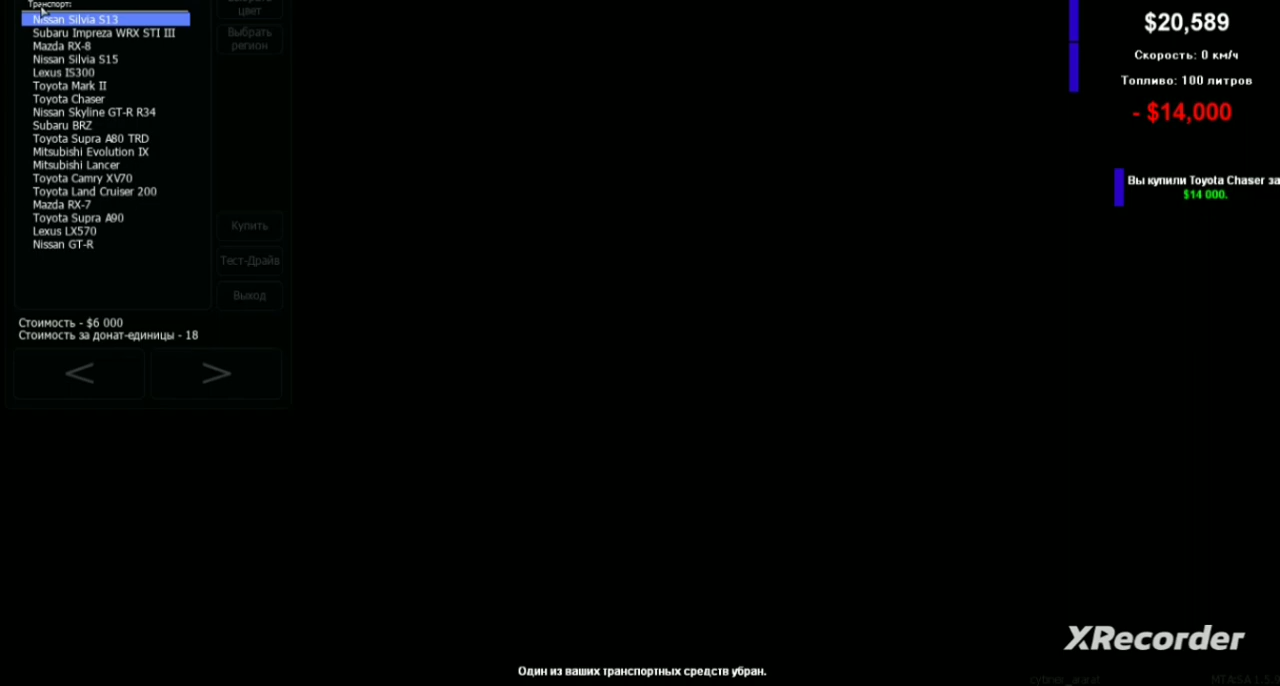 Транспорт:
Nissan Silvia S13
Subaru Impreza WRX STI III
Mazda RX-8
Nissan Silvia S15
Lexus IS300
Toyota Mark II
Toyota Chaser
Nissan Skyline GT-R R34
Subaru BRZ
Toyota Supra A80 TRD
Mitsubishi Evolution IX
Mitsubishi Lancer
Toyota Camry XV70
Toyota Land Cruiser 200
Mazda RX-7
Toyota Supra A90
Lexus LX570
Nissan GT-R
цвет
Выбрать
регион
Купить
Тест-Драйв
Выход
Стоимость - $6 000
Стоимость за донат-единицы - 18
<
>
$20,589
Скорость: 0 км/ч
Топливо: 100 литров
- $14,000
Вы купили Toyota Chaser за
$14 000.
XRecorder
Один из ваших транспортных средств убран.